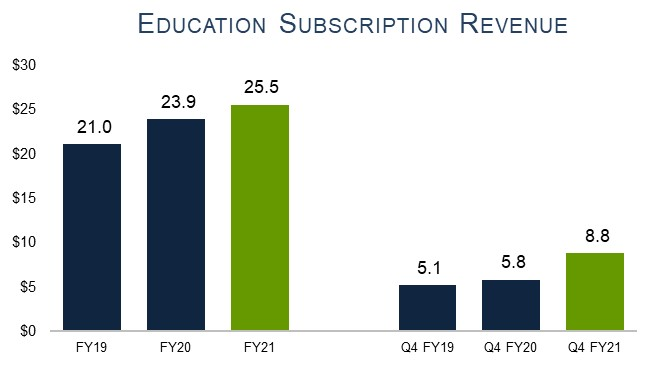 EDUCATION SUBSCRIPTION REVENUE
$30
$25
$20
$15
$10
$5
$0
21.0
23.9
25.5
5.1
5.8
8.8
FY19
FY20
FY21
Q4 FY19
Q4 FY20
Q4 FY21